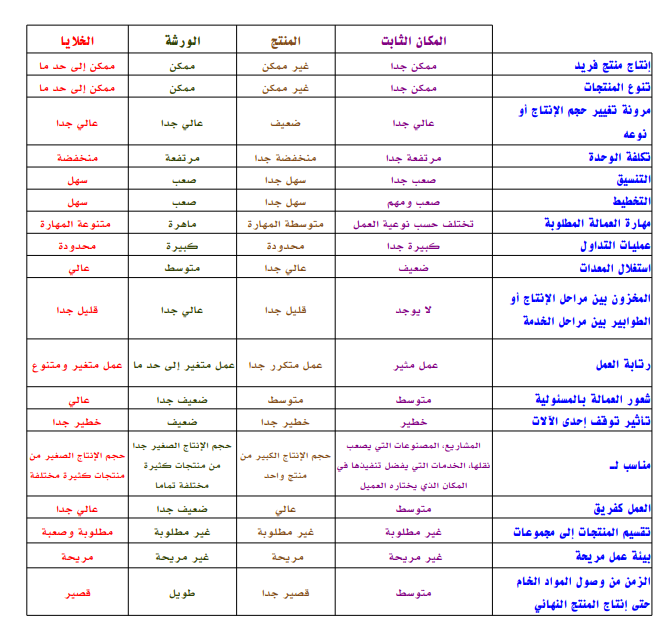 المكان الثابت المنتج الورشة الخلايا
إنتاج منتج فريد ممكن جدا غير ممكن ممكن ممكن إلى حد ما
تنوع المنتجات ممكن جدا غير ممكن ممكن ممكن إلى حد ما
مرونة تغيير حجم الإنتاج أو
نوعه عالي جدا ضعيف عالي جدا عالي جدا
تكلفة الوحدة مرتفعة جدا منخفضة جدا مرتفعة منخفضة
التنسيق صعب جدا سهل جدا صعب سهل
التخطيط صعب ومهم سهل جدا صعب سهل
مهارة العمالة المطلوبة تختلف حسب نوعية العمل متوسطة المهارة ماهرة متنوعة المهارة
عمليات التداول كبيرة جدا محدودة كبيرة محدودة
استغلال المعدات ضعيف عالي جدا متوسط عالي
المخزون بين مراحل الإنتاج أو
الطوابير بين مراحل الخدمة لا يوجد قليل جدا عالي جدا قليل جدا
رتابة العمل عمل مثير عمل متكرر جدا عمل متغير إلى حد ما عمل متغير ومتنوع
شعور العمالة بالمسئولية متوسط متوسط ضعيف جدا عالي
تأثير توقف إحدى الآلات خطير خطير جدا ضعيف خطير جدا
مناسب لـ
المشاريع، المصنوعات التي يصعب
نقلها، الخدمات التي يفضل تنفيذها في
المكان الذي يختاره العميل
حجم الإنتاج الكبير من
منتج واحد
حجم الإنتاج الصغير جدا
من منتجات كثيرة
مختلفة تماما
حجم الإنتاج الصغير من
منتجات كثيرة مختلفة
العمل كفريق متوسط عالي ضعيف جدا عالي جدا
تقسيم المنتجات إلى مجموعات غير مطلوبة غير مطلوبة غير مطلوبة مطلوبة وصعبة
بيئة عمل مريحة غير مريحة مريحة غير مريحة مريحة
الزمن من وصول المواد الخام
حتى إنتاج المنتج النهائي متوسط قصير جدا طويل قصير